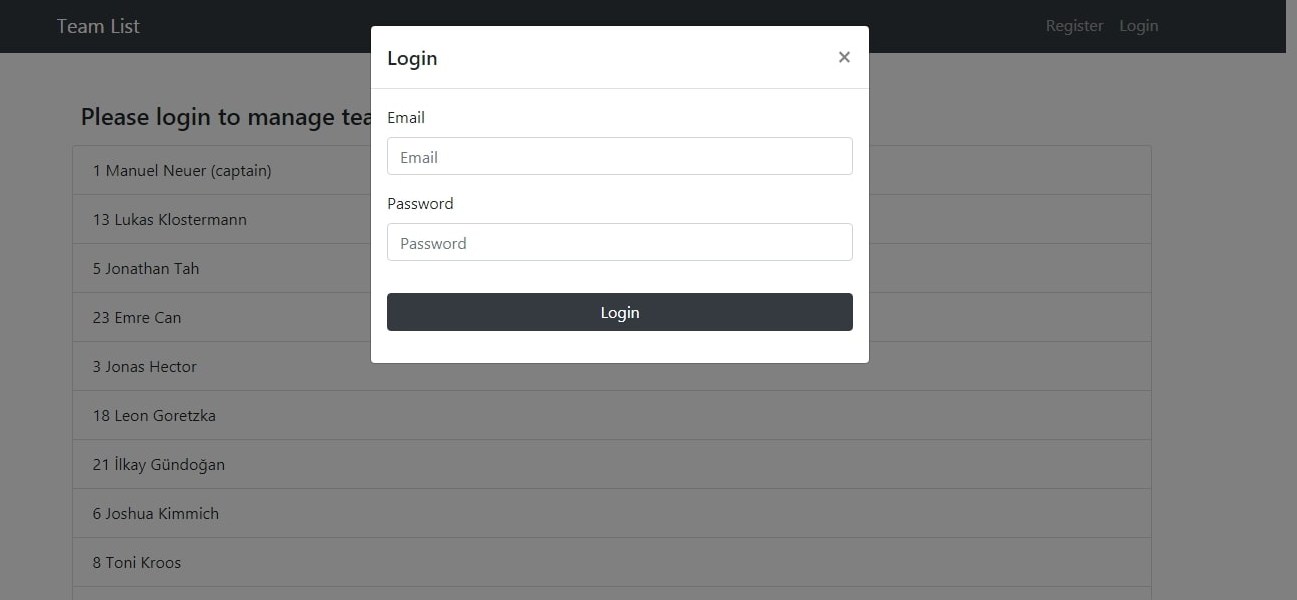 Team List
Register Login
Login ×
Email
Email
Password
Password
Login
Please login to manage tea
1 Manuel Neuer (captain)
13 Lukas Klostermann
5 Jonathan Tah
23 Emre Can
3 Jonas Hector
18 Leon Goretzka
21 İlkay Gündoğan
6 Joshua Kimmich
8 Toni Kroos